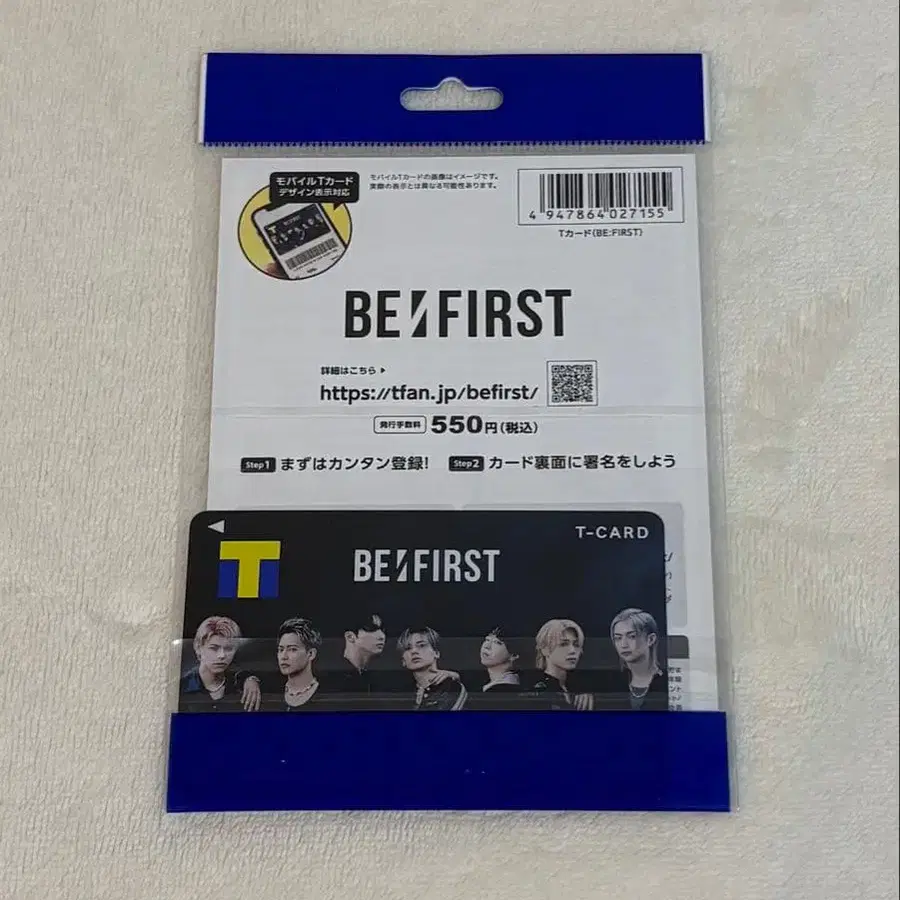 モバイルTカード
デザイン表示対応
モバイルTカードの画像はイメージです。
実際の表示とは異なる可能性があります。
4 947864 027155
Tカード(BE:FIRST)
BE:FIRST
BE:FIRST
詳細はこちら ▶
https://tfan.jp/befirst/
発行手数料 550円(税込)
Step1 まずはカンタン登録! Step2 カード裏面に署名をしよう
T-CARD
T
BE:FIRST